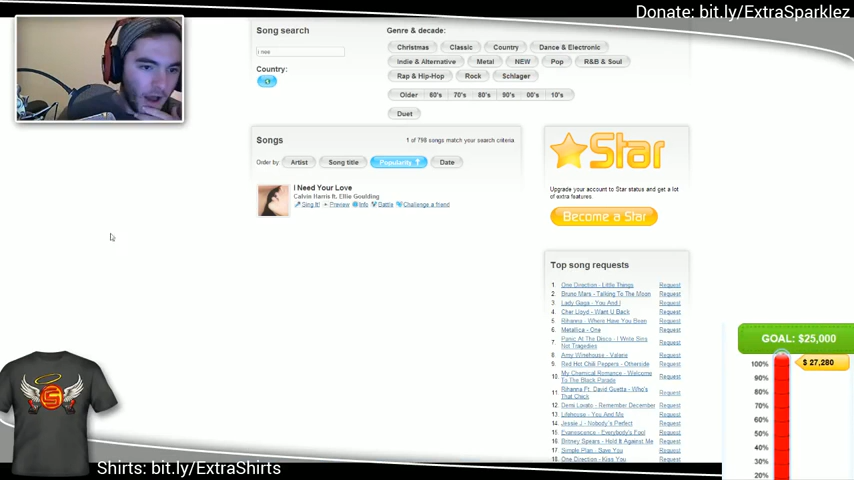 Donate: bit.ly/ExtraSparklez
Song search
i nee
Country:
Genre & decade:
Christmas Classic Country Dance & Electronic
Indie & Alternative Metal NEW Pop R&B & Soul
Rap & Hip-Hop Rock Schlager
Older 60's 70's 80's 90's 00's 10's
Duet
Songs
1 of 798 songs match your search criteria
Order by: Artist Song title Popularity Date
I Need Your Love
Calvin Harris ft. Ellie Goulding
Sing it! Preview Info Battle Challenge a friend
Star
Upgrade your account to Star status and get a lot
of extra features
Become a Star
Top song requests
1. One Direction - Little Things Request
2. Bruno Mars - Talking To The Moon Request
3. Lady Gaga - You And I Request
4. Cher Lloyd - Want U Back Request
5. Rihanna - Where Have You Been Request
6. Metallica - One Request
7. Panic At The Disco - I Write Sins Request
Not Tragedies
8. Amy Winehouse - Valerie Request
9. Red Hot Chili Peppers - Otherside Request
10. My Chemical Romance - Welcome Request
To The Black Parade
11. Rihanna Ft. David Guetta - Who's Request
That Chick
12. Demi Lovato - Remember December Request
13. Lifehouse - You And Me Request
14. Jessie J - Nobody's Perfect Request
15. Evanescence - Everybody's Fool Request
16. Britney Spears - Hold It Against Me Request
17. Simple Plan - Save You Request
18. One Direction - Kiss You Request
GOAL: $25,000
$ 27,280
100%
90%
80%
70%
60%
50%
40%
30%
20%
Shirts: bit.ly/ExtraShirts